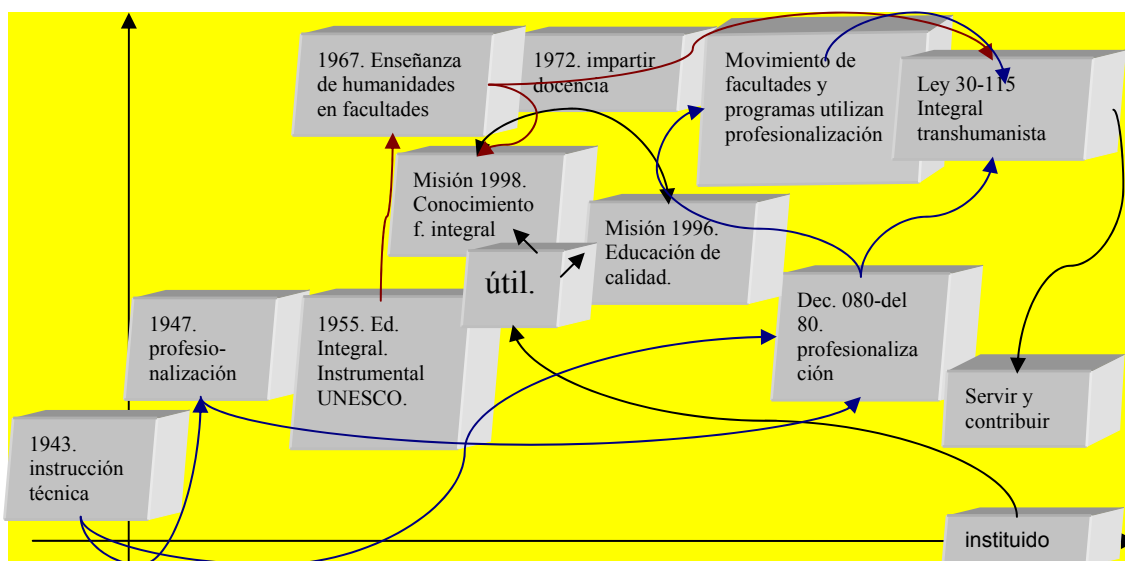 1967. Enseñanza
de humanidades
en facultades
1972. impartir
docencia
Movimiento de
facultades y
programas utilizan
profesionalización
Ley 30-115
Integral
transhumanista
Misión 1998.
Conocimiento
f. integral
Misión 1996.
Educación de
calidad.
útil.
Dec. 080-del
80.
profesionaliza
ción
1947.
profesio-
nalización
1955. Ed.
Integral.
Instrumental
UNESCO.
Servir y
contribuir
1943.
instrucción
técnica
instituido